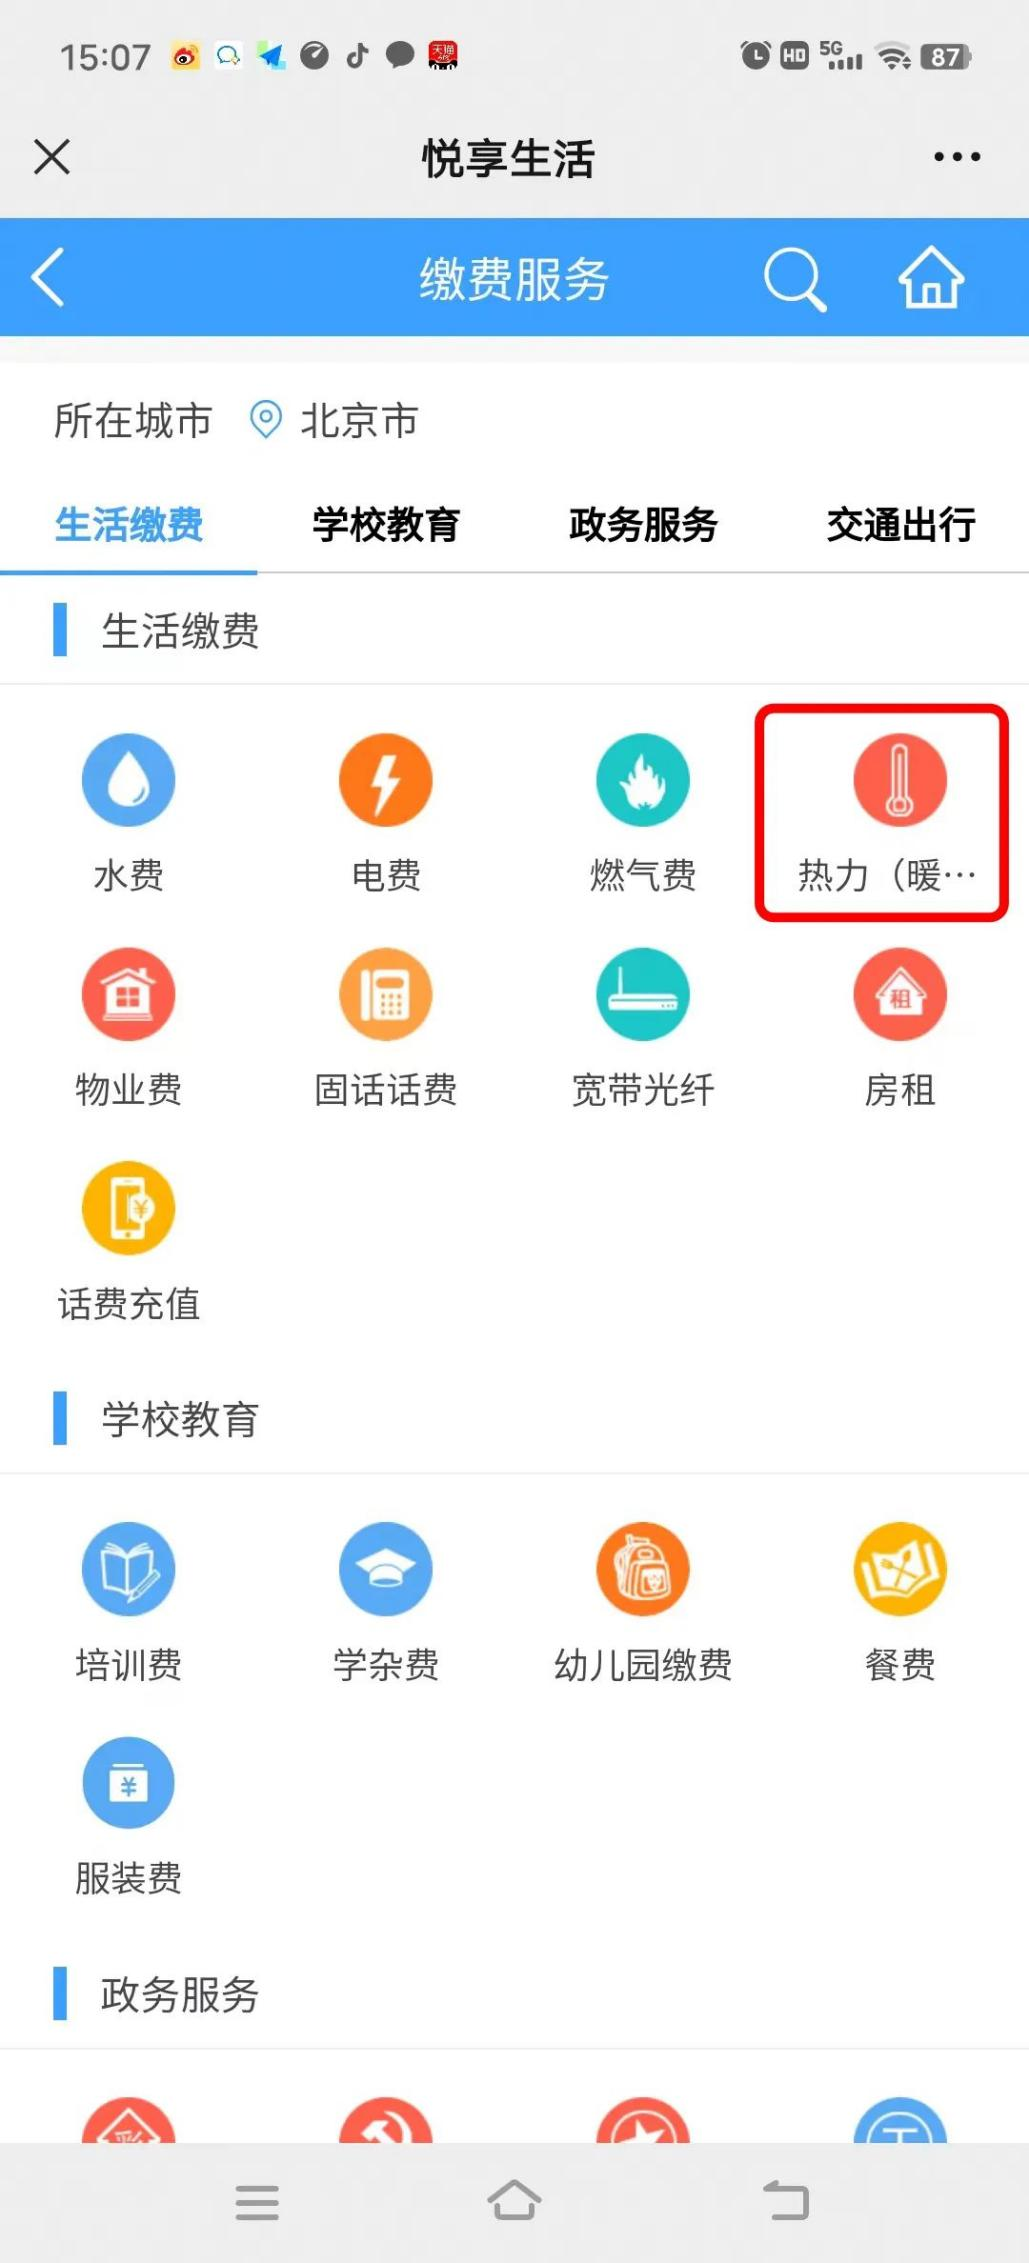 15:07
HD 5G 87
悦享生活
缴费服务
所在城市 北京市
生活缴费 学校教育 政务服务 交通出行
生活缴费
水费 电费 燃气费 热力（暖…
租
物业费 固话话费 宽带光纤 房租
¥
话费充值
学校教育
培训费 学杂费 幼儿园缴费 餐费
¥
服装费
政务服务